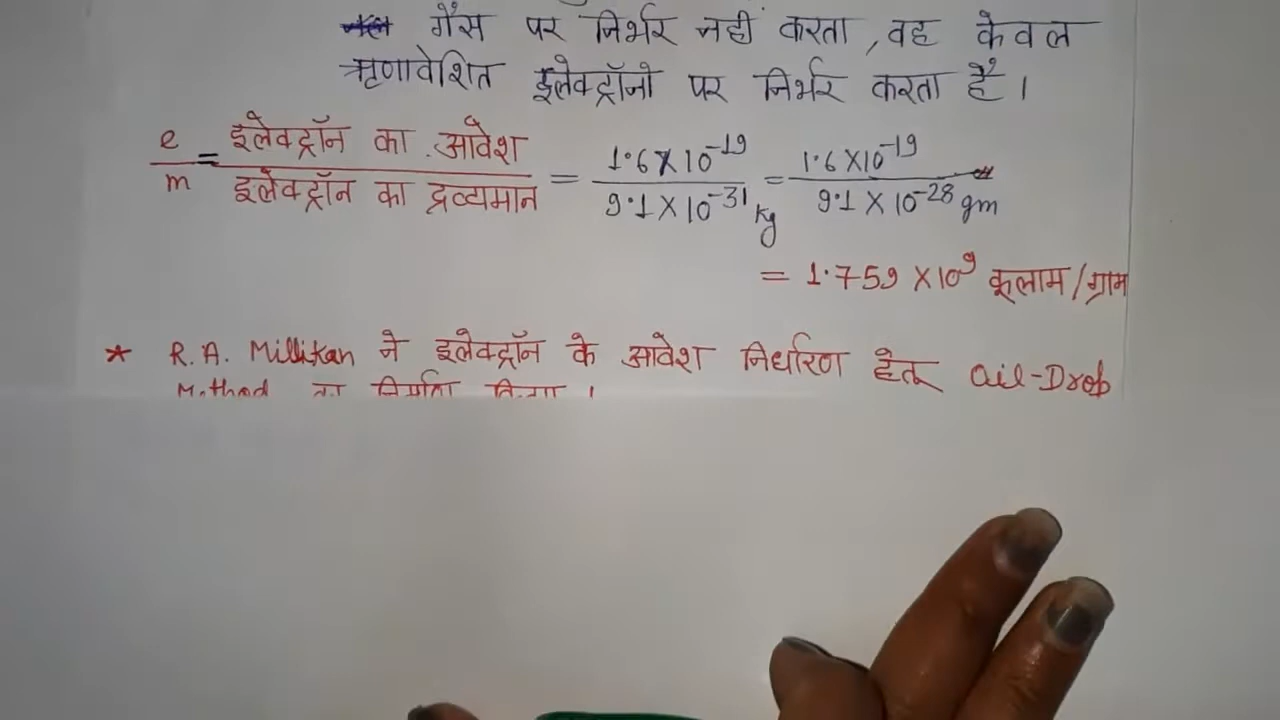 गैस पर निर्भर नहीं करता , वह केवल
ऋणावेशित इलेक्ट्रॉनो पर निर्भर करता है ।
e/m = इलेक्ट्रॉन का आवेश / इलेक्ट्रॉन का द्रव्यमान = 1.6 X 10^-19 / 9.1 X 10^-31 kg = 1.6 X 10^-19 / 9.1 X 10^-28 gm
= 1.759 X 10^9 कूलाम / ग्राम
* R. A. Millikan ने इलेक्ट्रॉन के आवेश निर्धारण हेतू Oil-Drop
Method का निर्माण किया ।